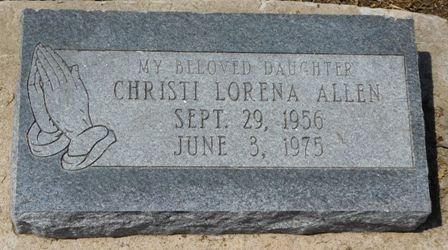 MY BELOVED DAUGHTER
CHRISTI LORENA ALLEN
SEPT. 29, 1956
JUNE 3, 1975